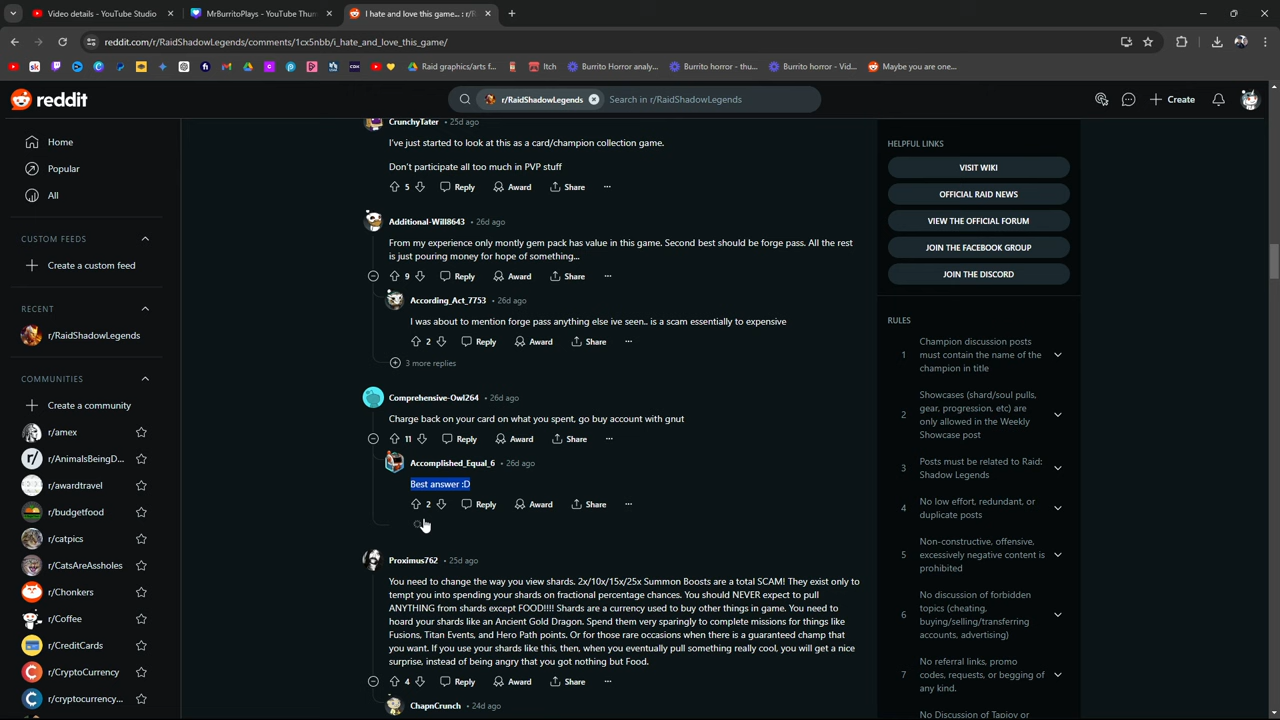 Video details - YouTube Studio
MrBurritoPlays - YouTube Thum
I hate and love this game... : r/F
reddit.com/r/RaidShadowLegends/comments/1cx5nbb/i_hate_and_love_this_game/
Raid graphics/arts f...
Itch
Burrito Horror analy...
Burrito horror - thu...
Burrito horror - Vid...
Maybe you are one...
reddit
r/RaidShadowLegends
Search in r/RaidShadowLegends
Create
Home
Popular
All
CUSTOM FEEDS
Create a custom feed
RECENT
r/RaidShadowLegends
COMMUNITIES
Create a community
r/amex
r/AnimalsBeingD...
r/awardtravel
r/budgetfood
r/catpics
r/CatsAreAssholes
r/Chonkers
r/Coffee
r/CreditCards
r/CryptoCurrency
r/cryptocurrency...
CrunchyTater • 25d ago
I've just started to look at this as a card/champion collection game.
Don't participate all too much in PVP stuff
5 Reply Award Share ...
Additional-Will8643 • 26d ago
From my experience only montly gem pack has value in this game. Second best should be forge pass. All the rest
is just pouring money for hope of something...
9 Reply Award Share ...
According_Act_7753 • 26d ago
I was about to mention forge pass anything else ive seen.. is a scam essentially to expensive
2 Reply Award Share ...
3 more replies
Comprehensive-Owl264 • 26d ago
Charge back on your card on what you spent, go buy account with gnut
11 Reply Award Share ...
Accomplished_Equal_6 • 26d ago
Best answer :D
2 Reply Award Share ...
Proximus762 • 25d ago
You need to change the way you view shards. 2x/10x/15x/25x Summon Boosts are a total SCAM! They exist only to
tempt you into spending your shards on fractional percentage chances. You should NEVER expect to pull
ANYTHING from shards except FOOD!!!! Shards are a currency used to buy other things in game. You need to
hoard your shards like an Ancient Gold Dragon. Spend them very sparingly to complete missions for things like
Fusions, Titan Events, and Hero Path points. Or for those rare occasions when there is a guaranteed champ that
you want. If you use your shards like this, then, when you eventually pull something really cool, you will get a nice
surprise, instead of being angry that you got nothing but Food.
4 Reply Award Share ...
ChapnCrunch • 24d ago
HELPFUL LINKS
VISIT WIKI
OFFICIAL RAID NEWS
VIEW THE OFFICIAL FORUM
JOIN THE FACEBOOK GROUP
JOIN THE DISCORD
RULES
1 Champion discussion posts
must contain the name of the
champion in title
2 Showcases (shard/soul pulls,
gear, progression, etc) are
only allowed in the Weekly
Showcase post
3 Posts must be related to Raid:
Shadow Legends
4 No low effort, redundant, or
duplicate posts
5 Non-constructive, offensive,
excessively negative content is
prohibited
6 No discussion of forbidden
topics (cheating,
buying/selling/transferring
accounts, advertising)
7 No referral links, promo
codes, requests, or begging of
any kind.
No Discussion of Tapjoy or